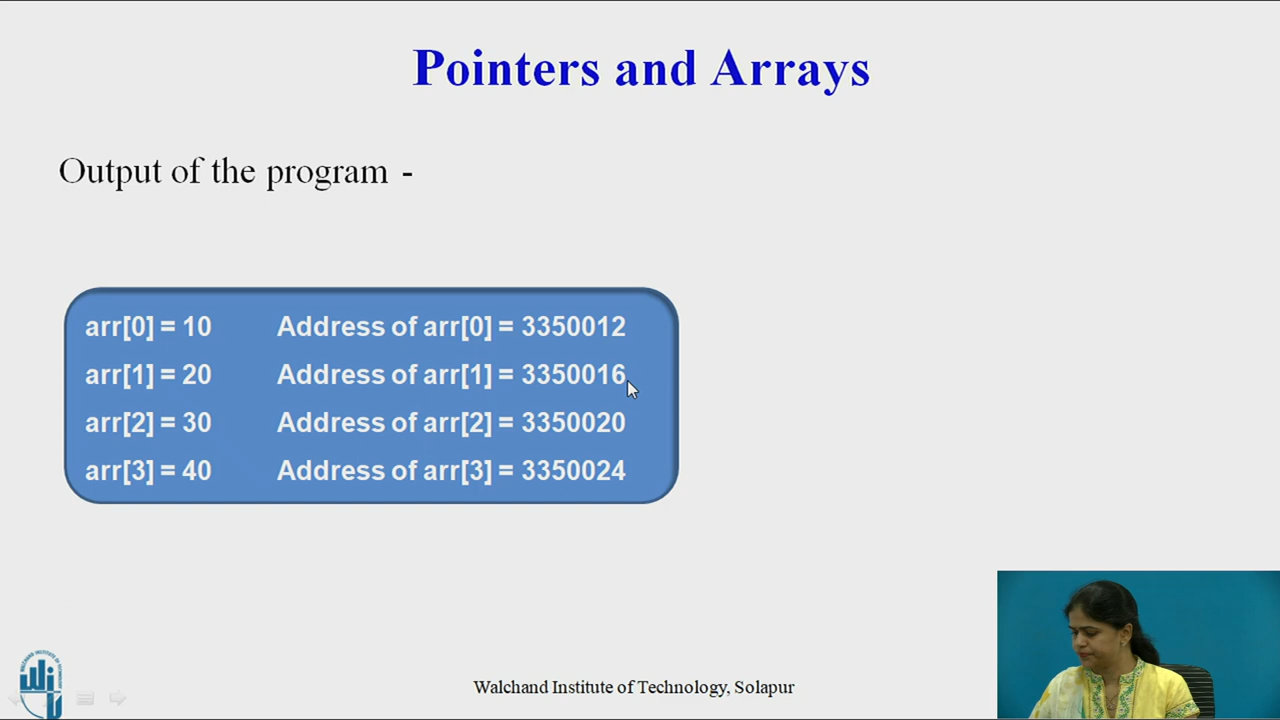 Pointers and Arrays
Output of the program -
arr[0] = 10 Address of arr[0] = 3350012
arr[1] = 20 Address of arr[1] = 3350016
arr[2] = 30 Address of arr[2] = 3350020
arr[3] = 40 Address of arr[3] = 3350024
Walchand Institute of Technology, Solapur